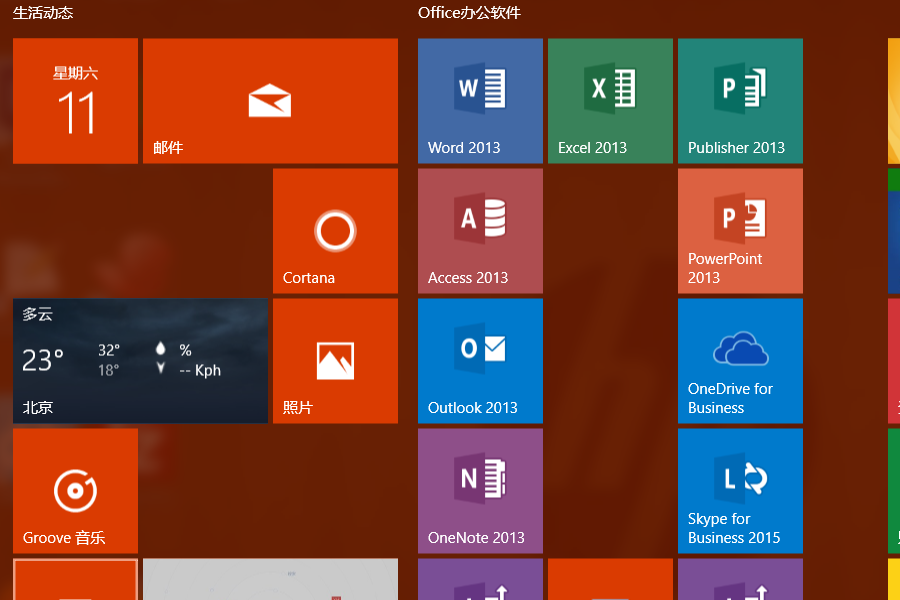 生活动态
Office办公软件
星期六
11
邮件
Word 2013
Excel 2013
Publisher 2013
Cortana
Access 2013
PowerPoint
2013
多云
23°
32°
18°
%
-- Kph
北京
照片
Outlook 2013
OneDrive for
Business
Groove 音乐
OneNote 2013
Skype for
Business 2015